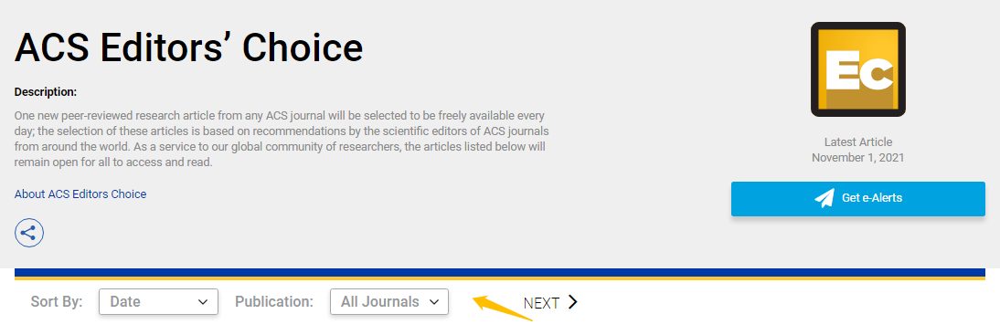 ACS Editors’ Choice
Description:
One new peer-reviewed research article from any ACS journal will be selected to be freely available every
day; the selection of these articles is based on recommendations by the scientific editors of ACS journals
from around the world. As a service to our global community of researchers, the articles listed below will
remain open for all to access and read.
About ACS Editors Choice
Ec
Latest Article
November 1, 2021
Get e-Alerts
Sort By: Date Publication: All Journals NEXT